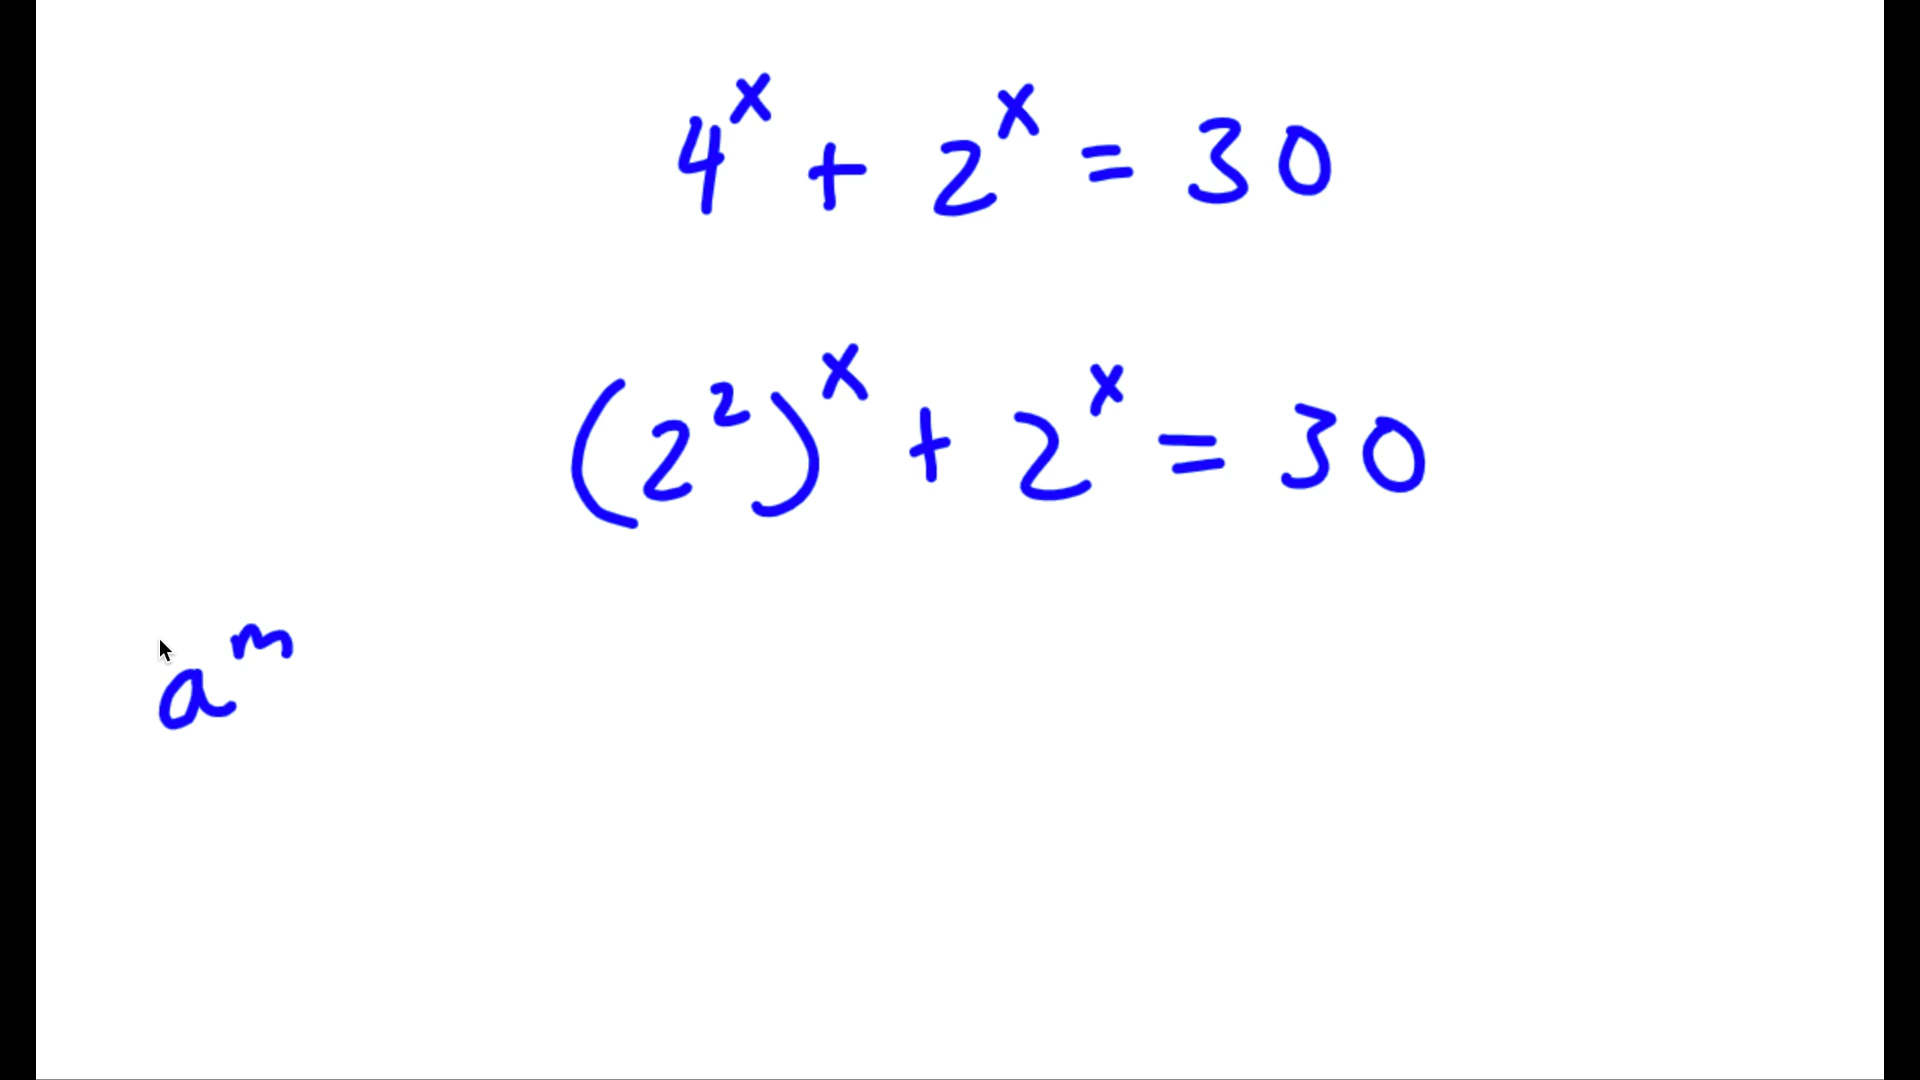 4^x + 2^x = 30
(2^2)^x + 2^x = 30
a^m